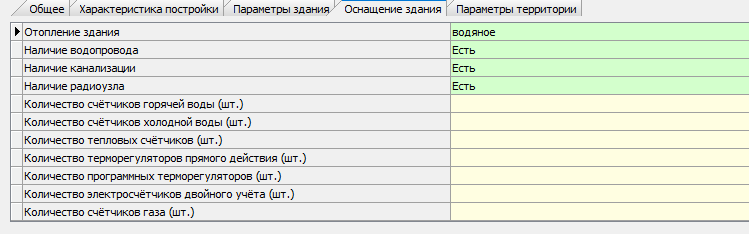 Общее Характеристика постройки Параметры здания Оснащение здания Параметры территории
Отопление здания водяное
Наличие водопровода Есть
Наличие канализации Есть
Наличие радиоузла Есть
Количество счётчиков горячей воды (шт.)
Количество счётчиков холодной воды (шт.)
Количество тепловых счётчиков (шт.)
Количество терморегуляторов прямого действия (шт.)
Количество программных терморегуляторов (шт.)
Количество электросчётчиков двойного учёта (шт.)
Количество счётчиков газа (шт.)